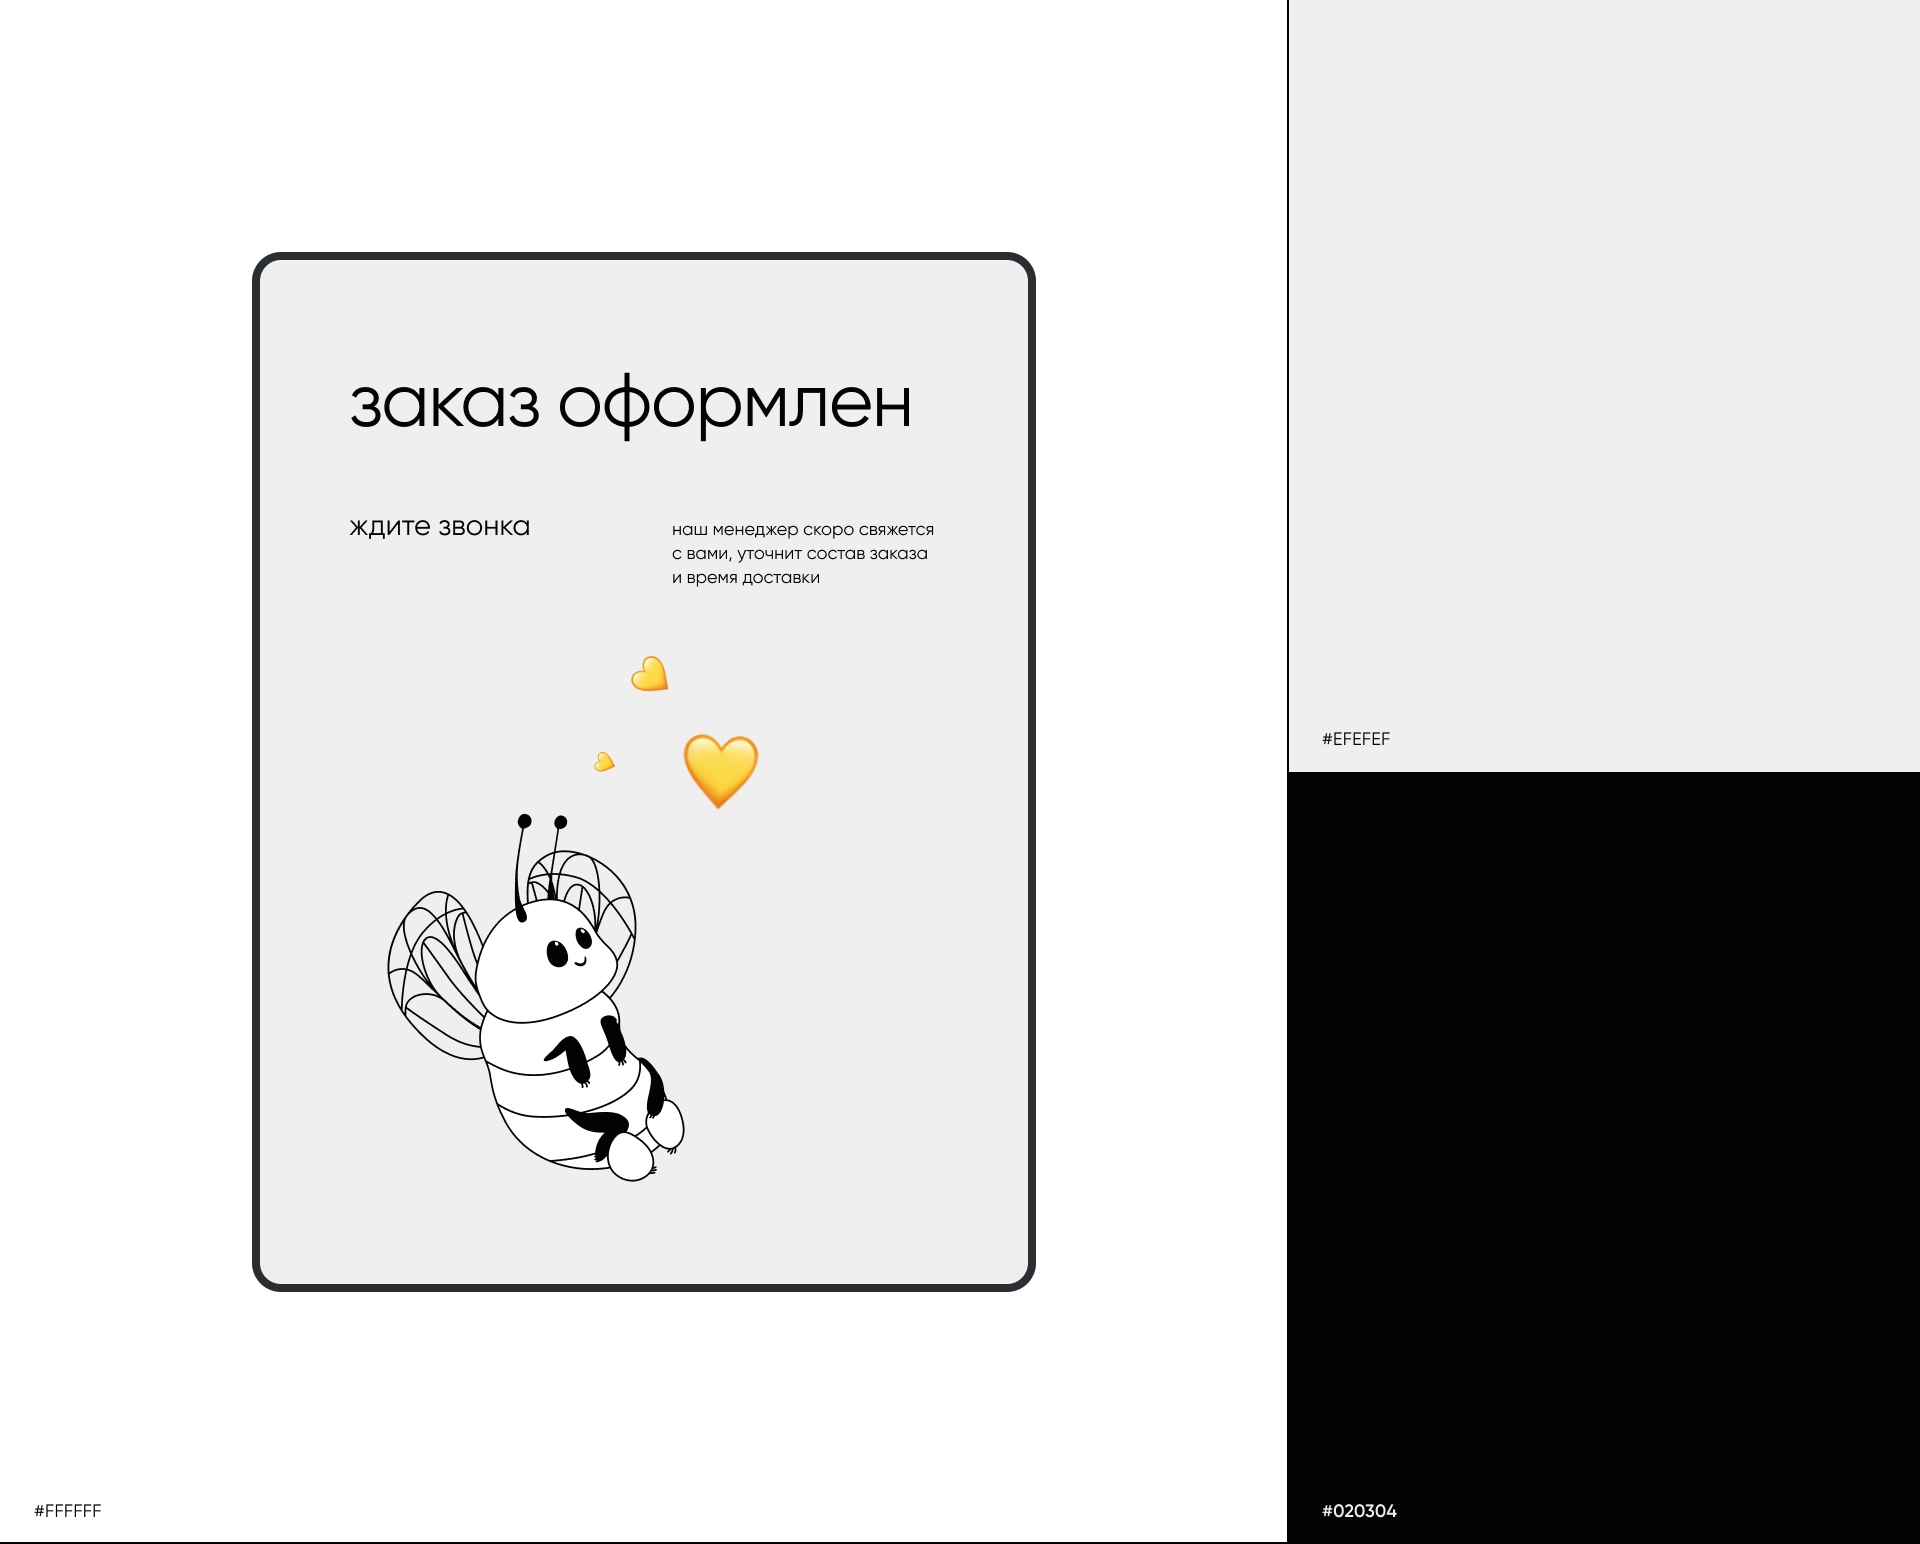 заказ оформлен
ждите звонка
наш менеджер скоро свяжется
с вами, уточнит состав заказа
и время доставки
#EFEFEF
#FFFFFF
#020304